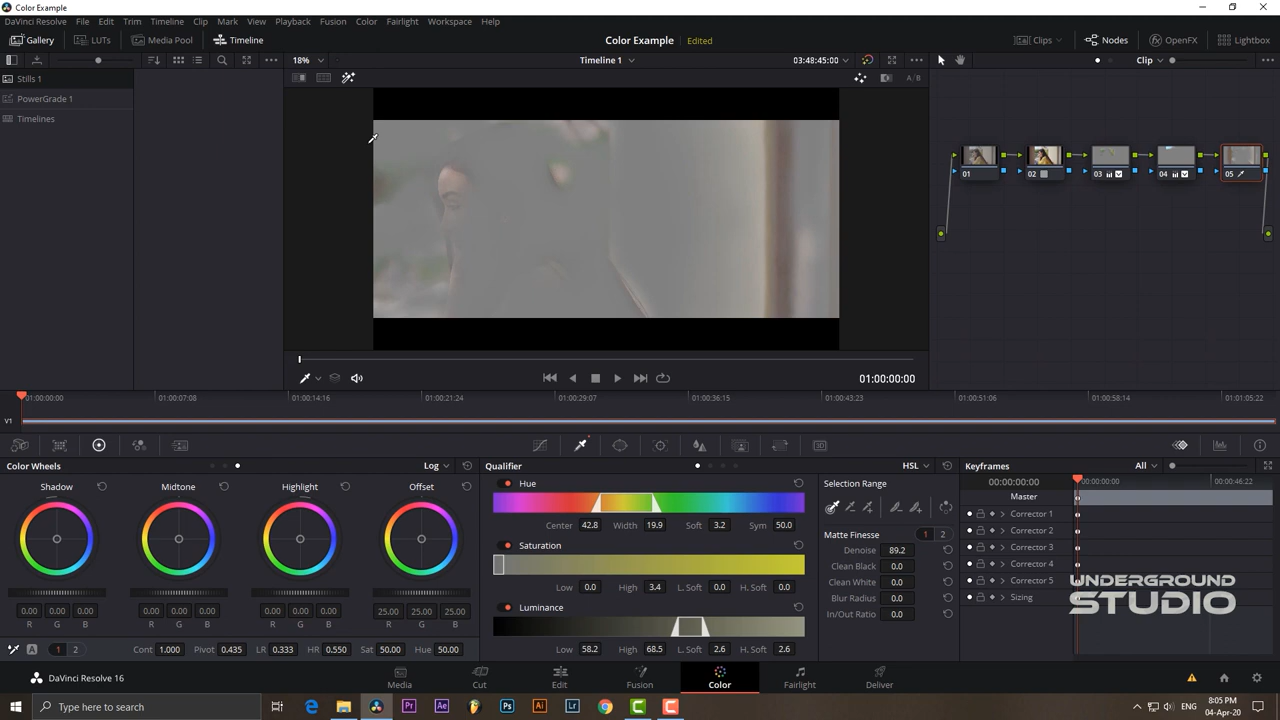 Color Example
DaVinci Resolve File Edit Trim Timeline Clip Mark View Playback Fusion Color Fairlight Workspace Help
Gallery LUTs Media Pool Timeline Color Example Edited Clips Nodes OpenFX Lightbox
18% Timeline 1 03:48:45:00 Clip
A/B
Stills 1
PowerGrade 1
Timelines
01 02 03 04 05
01:00:00:00
01:00:00:00 01:00:07:08 01:00:14:16 01:00:21:24 01:00:29:07 01:00:36:15 01:00:43:23 01:00:51:06 01:00:58:14 01:01:05:22
V1
Color Wheels Log Qualifier HSL Keyframes All
Shadow Midtone Highlight Offset
0.00 0.00 0.00 0.00 0.00 0.00 0.00 0.00 0.00 25.00 25.00 25.00
R G B R G B R G B R G B
A 1 2 Cont 1.000 Pivot 0.435 LR 0.333 HR 0.550 Sat 50.00 Hue 50.00
Hue
Center 42.8 Width 19.9 Soft 3.2 Sym 50.0
Saturation
Low 0.0 High 3.4 L. Soft 0.0 H. Soft 0.0
Luminance
Low 58.2 High 68.5 L. Soft 2.6 H. Soft 2.6
Selection Range
Matte Finesse 1 2
Denoise 89.2
Clean Black 0.0
Clean White 0.0
Blur Radius 0.0
In/Out Ratio 0.0
00:00:00:00 00:00:00:00 00:00:46:22
Master
Corrector 1
Corrector 2
Corrector 3
Corrector 4
Corrector 5
Sizing
UNDERGROUND
STUDIO
DaVinci Resolve 16
Media Cut Edit Fusion Color Fairlight Deliver
Type here to search
Pr Ae Ps Ai Lr
ENG
8:05 PM
04-Apr-20